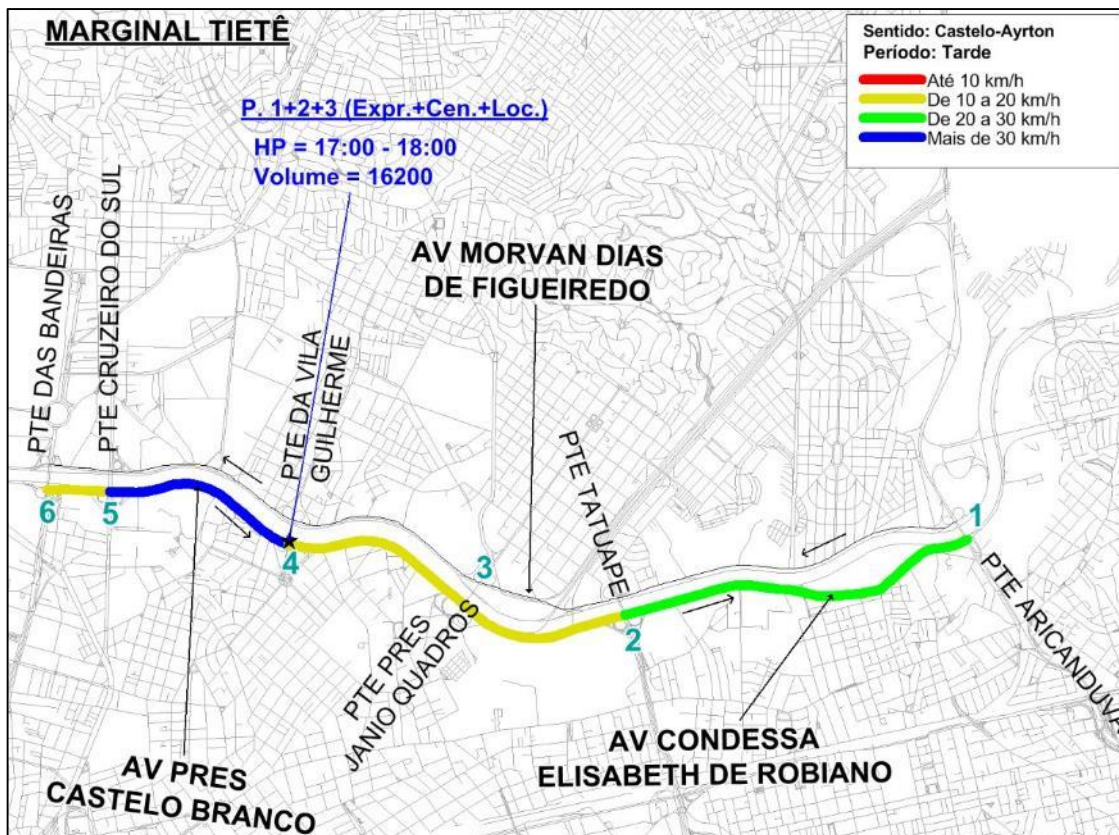 MARGINAL TIETÊ
Sentido: Castelo-Ayrton
Período: Tarde
Até 10 km/h
De 10 a 20 km/h
De 20 a 30 km/h
Mais de 30 km/h
P. 1+2+3 (Expr.+Cen.+Loc.)
HP = 17:00 - 18:00
Volume = 16200
PTE DAS BANDEIRAS
PTE CRUZEIRO DO SUL
PTE DA VILA
GUILHERME
AV MORVAN DIAS
DE FIGUEIREDO
PTE TATUAPE
6
5
4
3
2
1
PTE ARICANDUVA
PTE PRES
JANIO QUADROS
AV PRES
CASTELO BRANCO
AV CONDESSA
ELISABETH DE ROBIANO